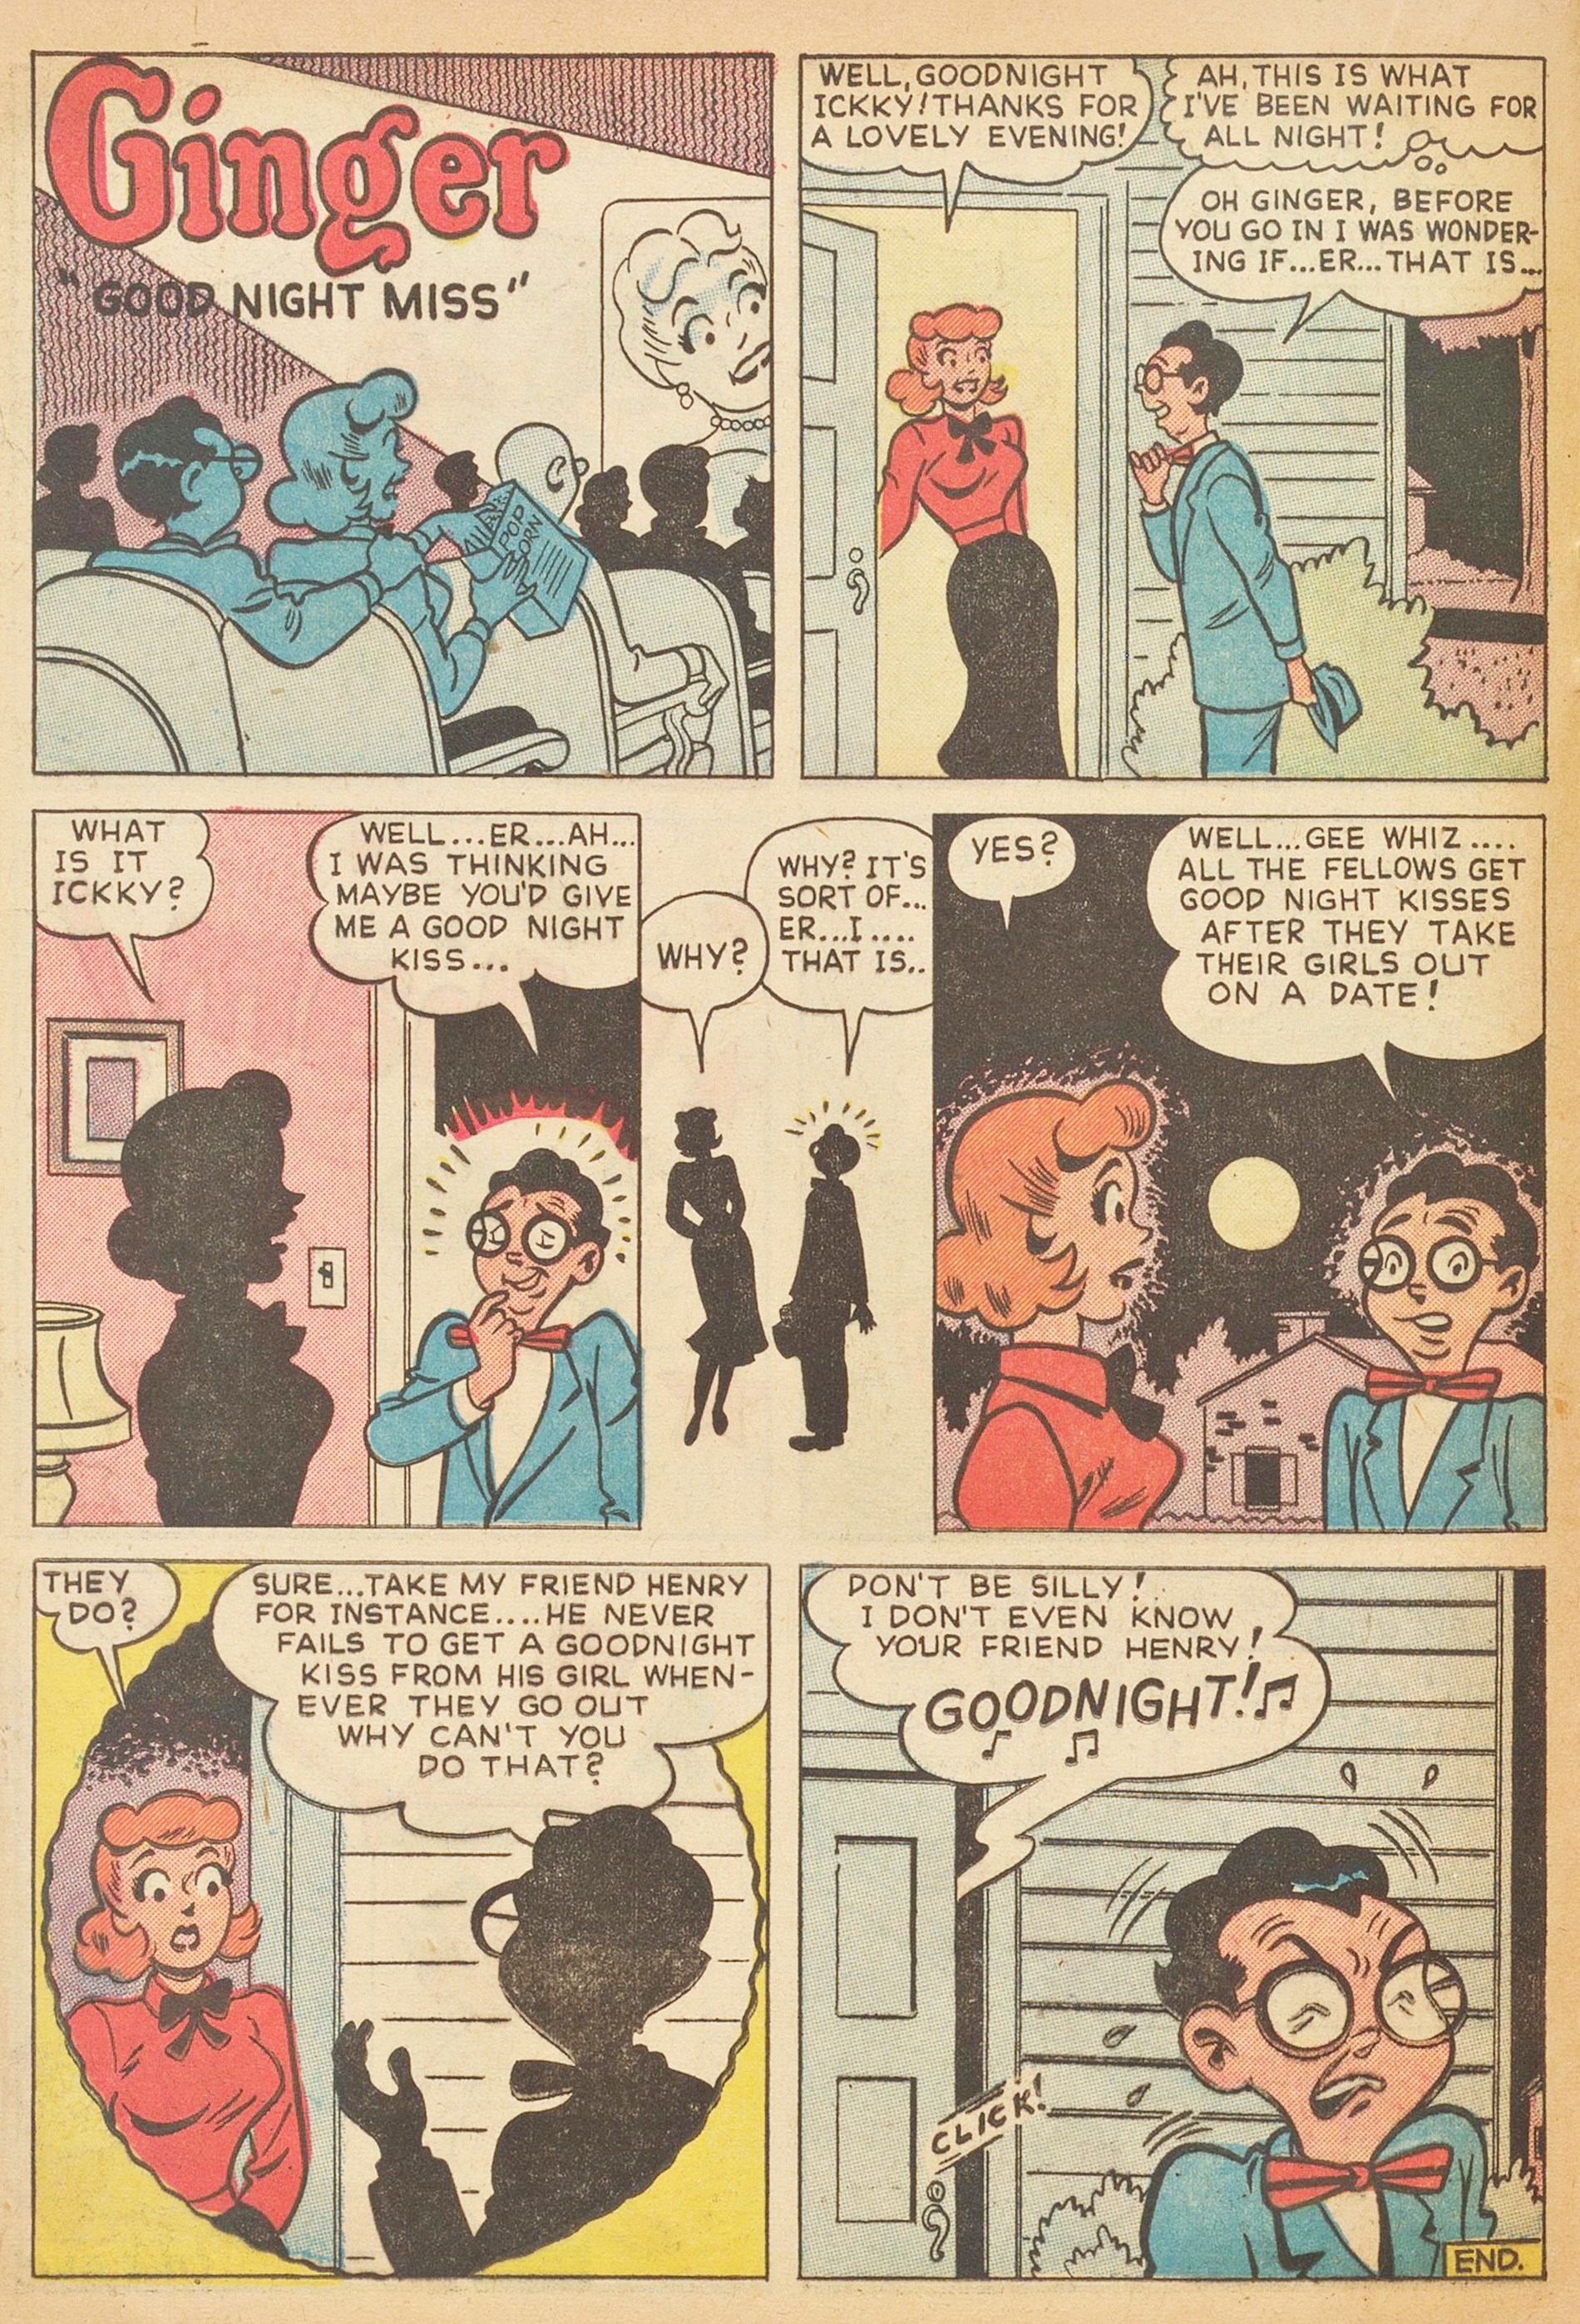 Ginger
"GOOD NIGHT MISS"
POP
CORN
WELL, GOODNIGHT
ICKKY! THANKS FOR
A LOVELY EVENING!
AH, THIS IS WHAT
I'VE BEEN WAITING FOR
ALL NIGHT!
OH GINGER, BEFORE
YOU GO IN I WAS WONDER-
ING IF...ER...THAT IS...
WHAT
IS IT
ICKKY?
WELL...ER...AH...
I WAS THINKING
MAYBE YOU'D GIVE
ME A GOOD NIGHT
KISS...
WHY?
WHY? IT'S
SORT OF...
ER...I....
THAT IS..
YES?
WELL...GEE WHIZ....
ALL THE FELLOWS GET
GOOD NIGHT KISSES
AFTER THEY TAKE
THEIR GIRLS OUT
ON A DATE!
THEY
DO?
SURE...TAKE MY FRIEND HENRY
FOR INSTANCE....HE NEVER
FAILS TO GET A GOODNIGHT
KISS FROM HIS GIRL WHEN-
EVER THEY GO OUT
WHY CAN'T YOU
DO THAT?
DON'T BE SILLY!
I DON'T EVEN KNOW
YOUR FRIEND HENRY!
GOODNIGHT!
CLICK!
END.